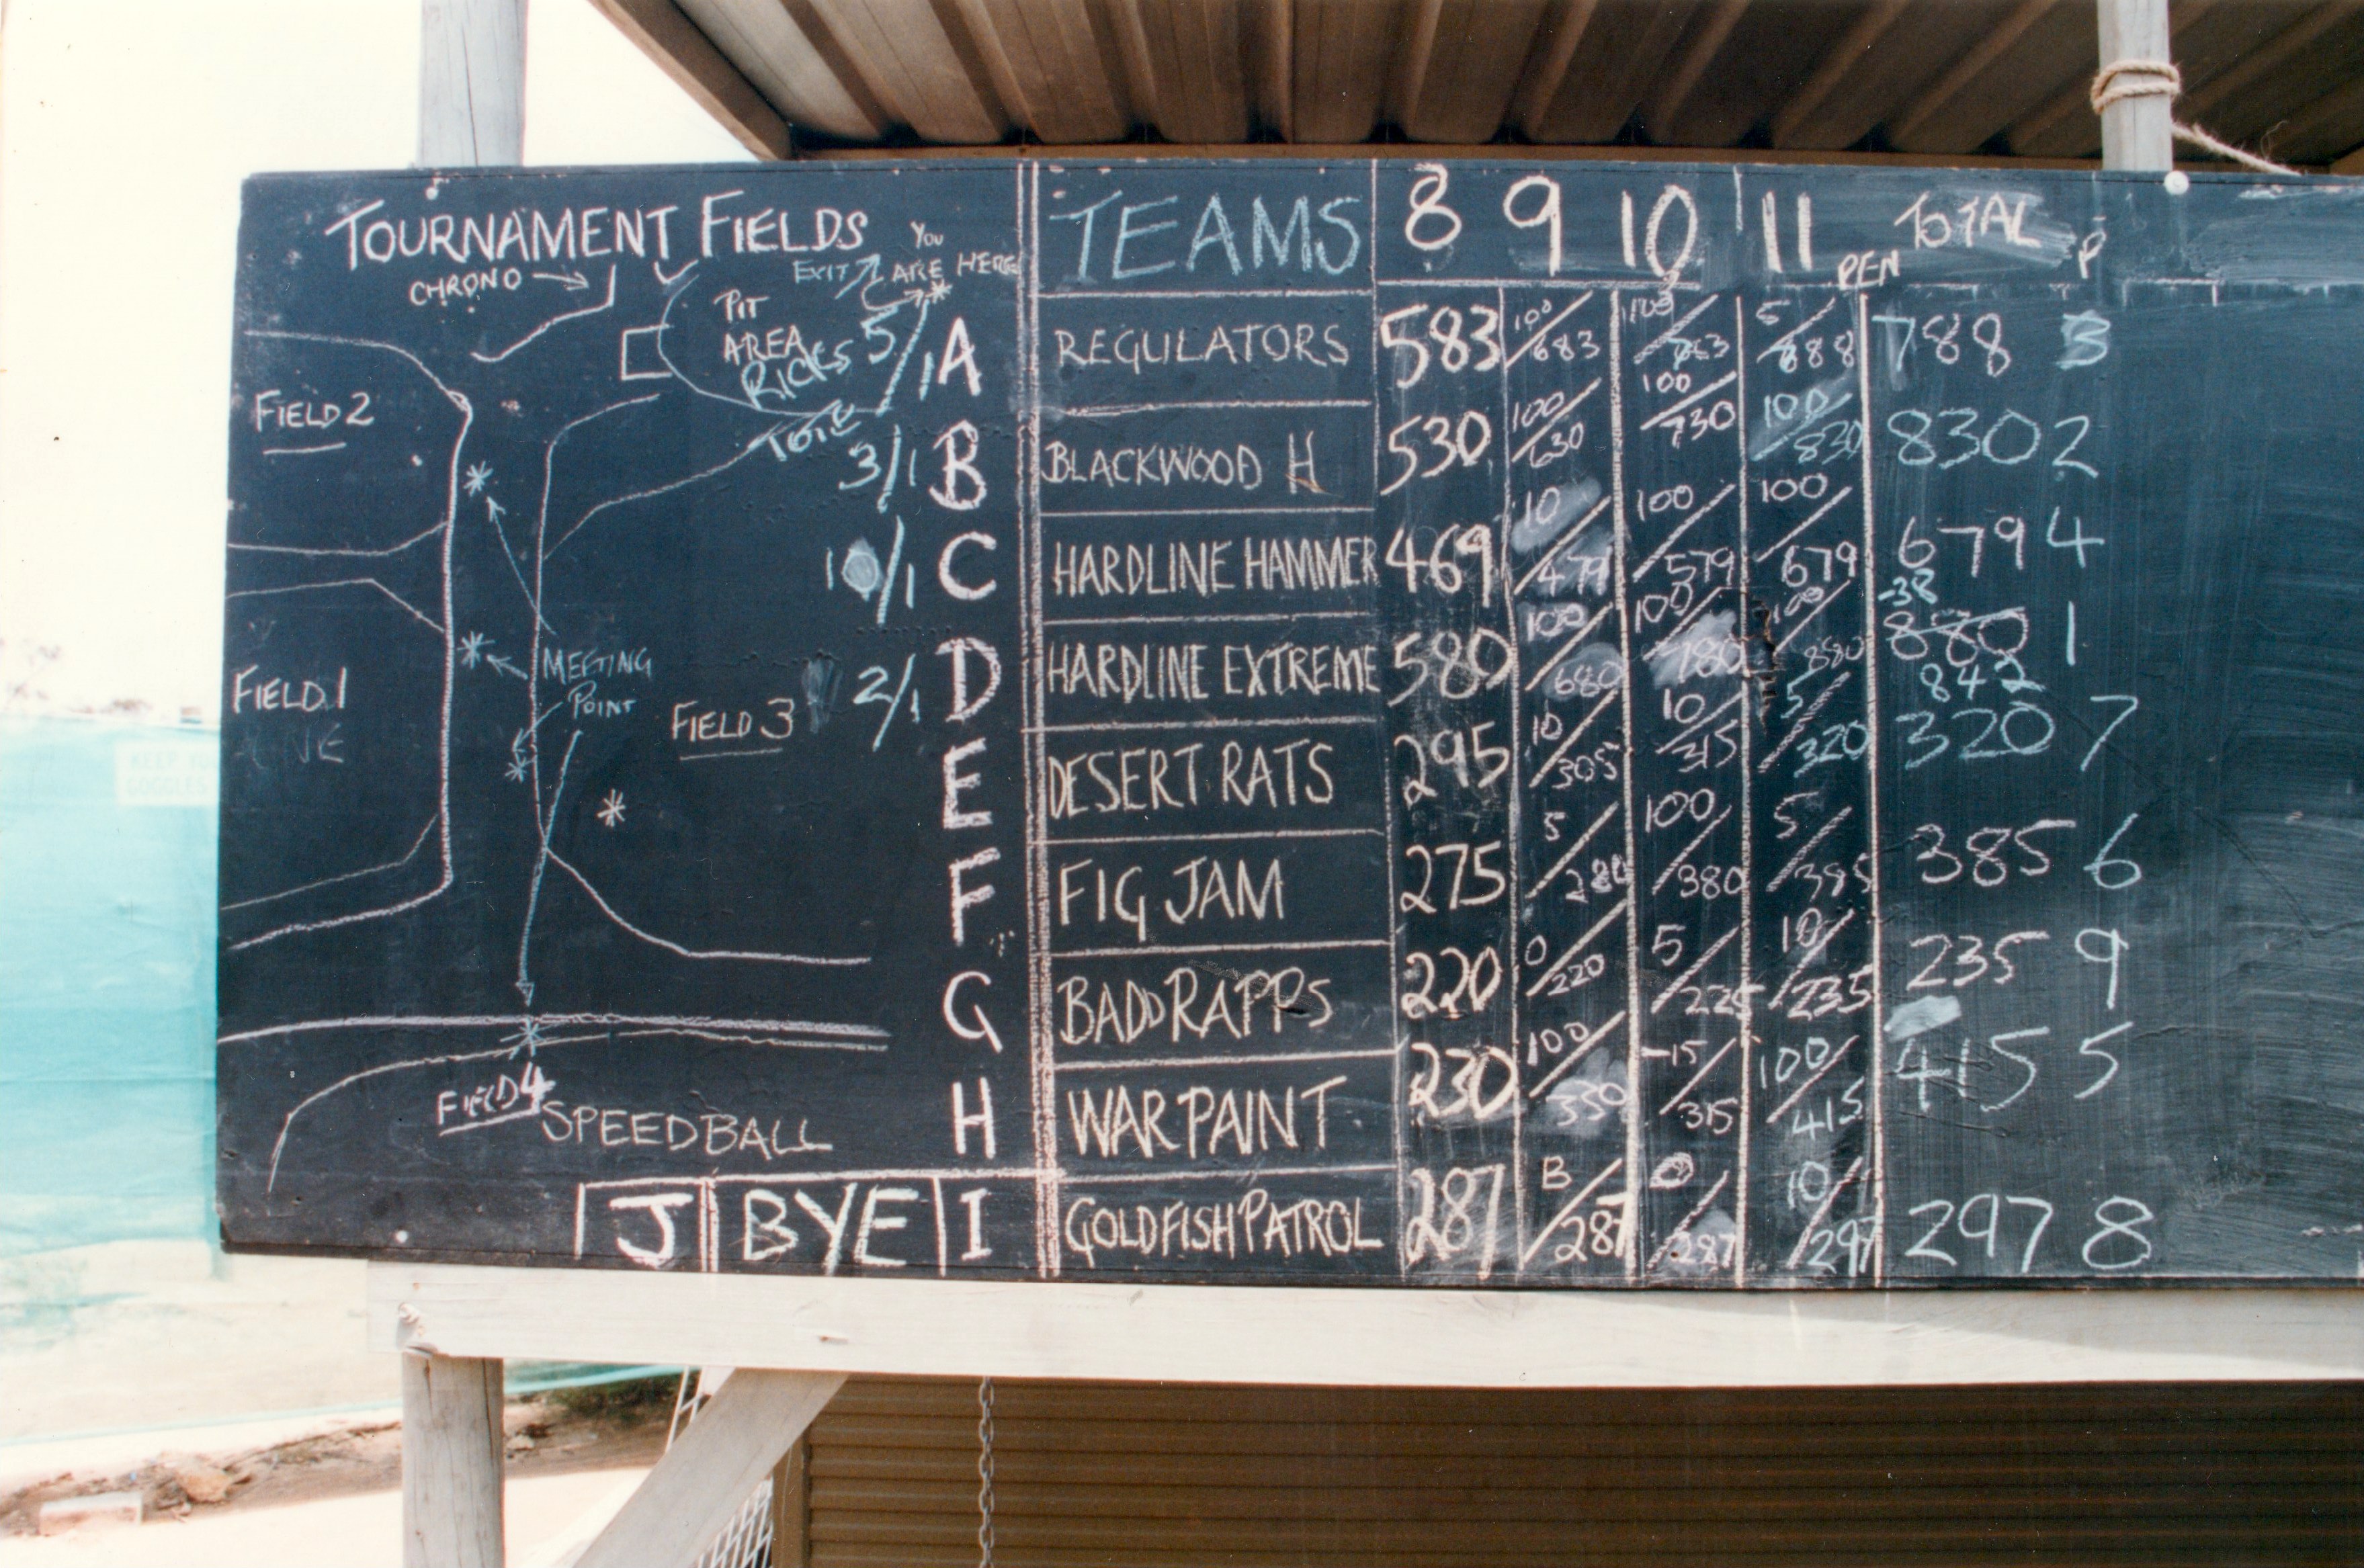 TOURNAMENT FIELDS
CHRONO
EXIT
YOU
ARE HERE
PIT
AREA
RICKS
TOTE
FIELD 2
FIELD 1
MEETING
POINT
FIELD 3
FIELD 4
SPEEDBALL
KEEP
GOGGLES
TEAMS 8 9 10 11 PEN TOTAL P
5/1 A REGULATORS 583 100/683 5/888 788 3
3/1 B BLACKWOOD H 530 100/630 100/730 100/830 830 2
10/1 C HARDLINE HAMMER 469 10/479 100/579 100/679 679 4
2/1 D HARDLINE EXTREME 580 100/680 100/780 100/880 -38 880 842 1
E DESERT RATS 295 10/305 10/315 5/320 320 7
F FIG JAM 275 5/280 100/380 5/385 385 6
G BADD RAPPS 220 0/220 5/225 10/235 235 9
H WAR PAINT 230 100/330 -15/315 100/415 415 5
J BYE I GOLDFISH PATROL 287 B/287 0/287 10/297 297 8